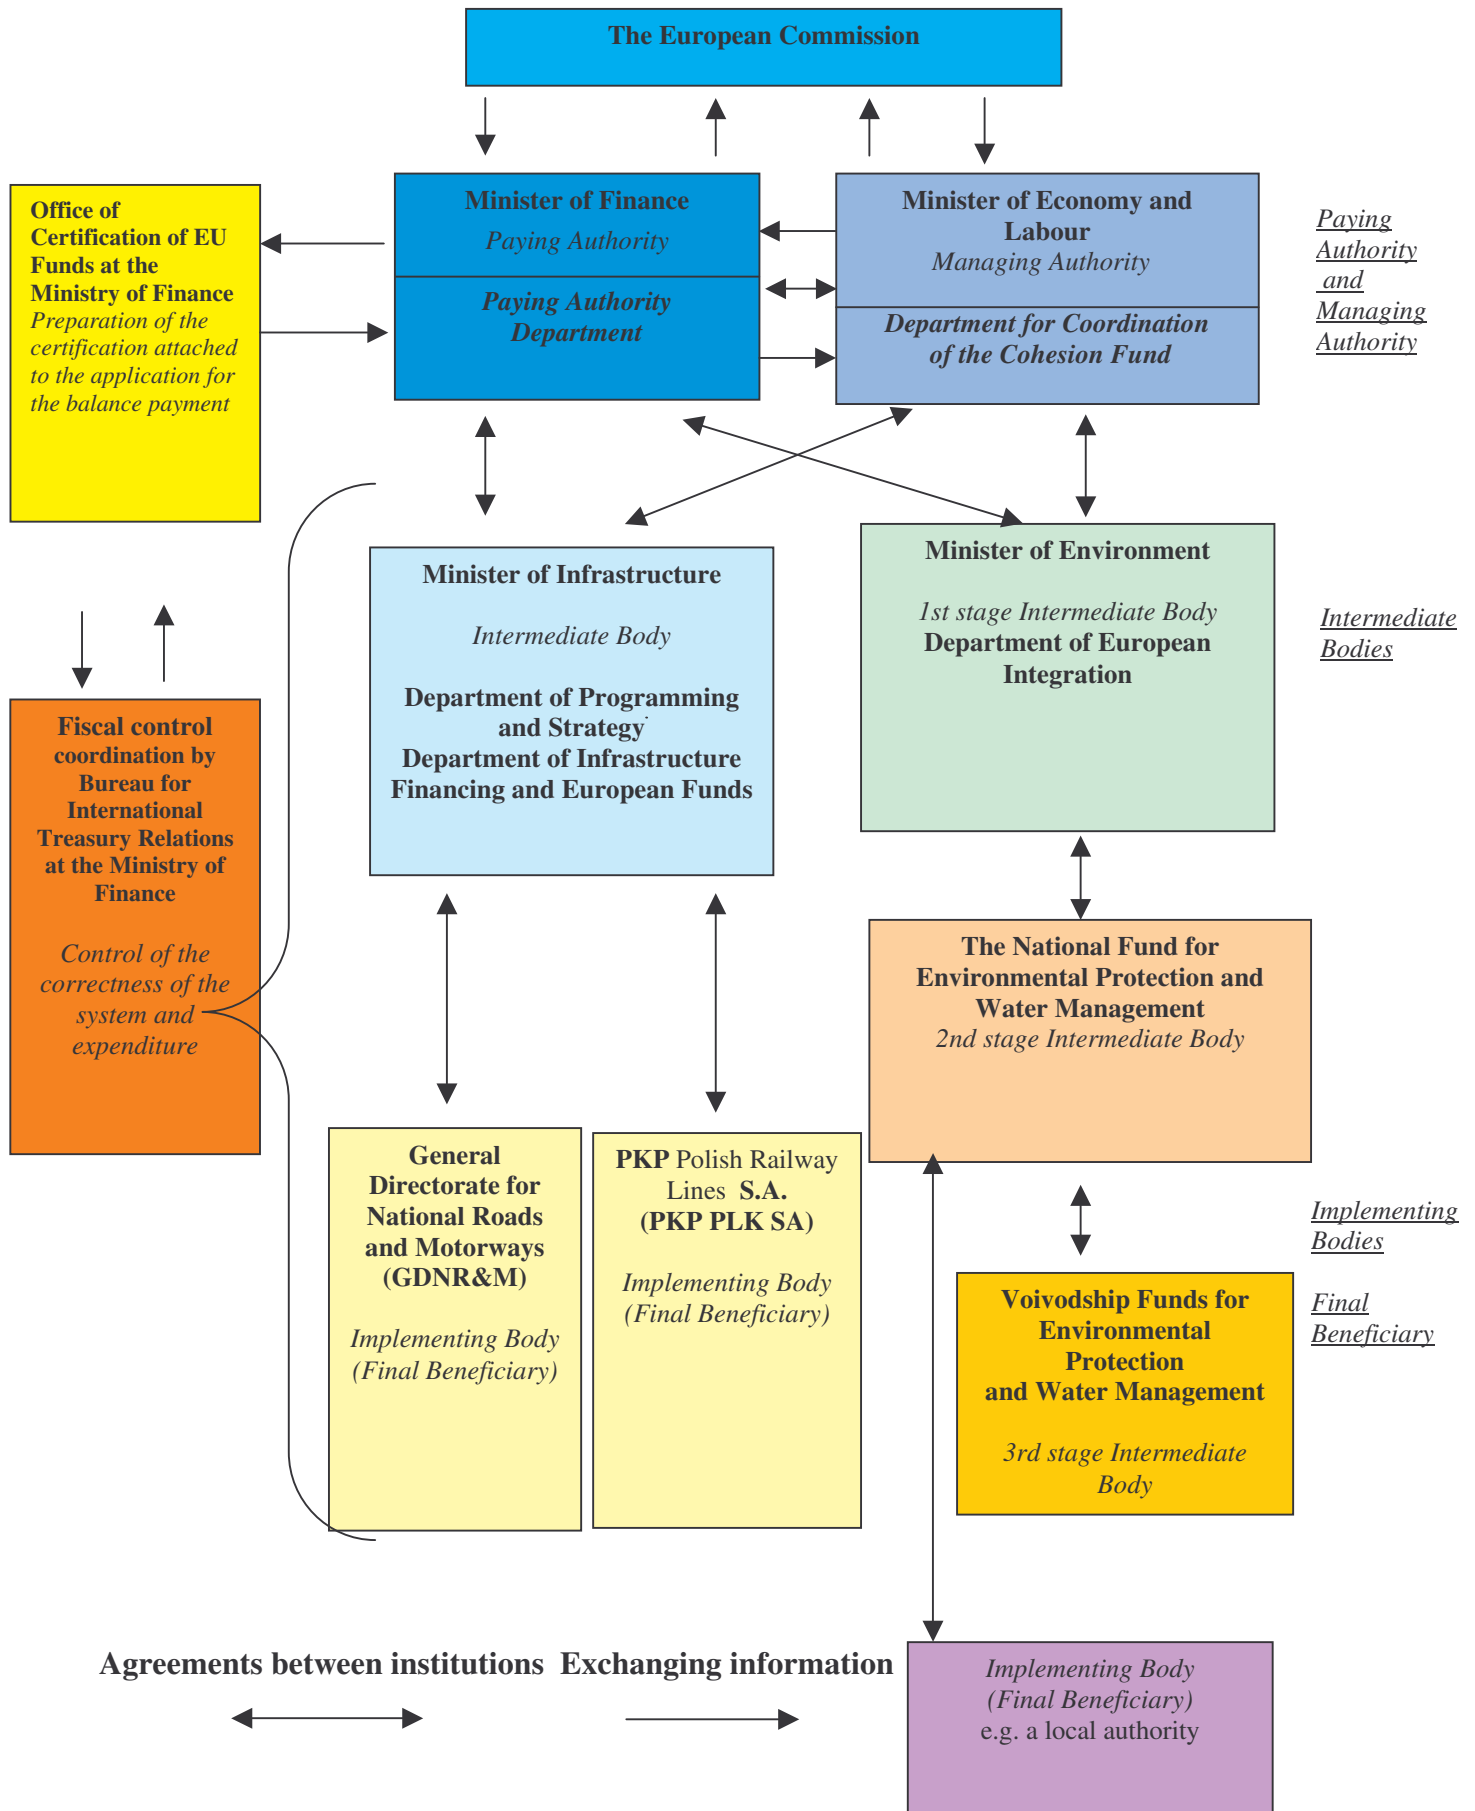 The European Commission
Office of
Certification of EU
Funds at the
Ministry of Finance
Preparation of the
certification attached
to the application for
the balance payment
Minister of Finance
Paying Authority
Paying Authority
Department
Minister of Economy and
Labour
Managing Authority
Department for Coordination
of the Cohesion Fund
Paying
Authority
and
Managing
Authority
Minister of Infrastructure
Intermediate Body
Department of Programming
and Strategy
Department of Infrastructure
Financing and European Funds
Minister of Environment
1st stage Intermediate Body
Department of European
Integration
Intermediate
Bodies
Fiscal control
coordination by
Bureau for
International
Treasury Relations
at the Ministry of
Finance
Control of the
correctness of the
system and
expenditure
The National Fund for
Environmental Protection and
Water Management
2nd stage Intermediate Body
General
Directorate for
National Roads
and Motorways
(GDNR&M)
Implementing Body
(Final Beneficiary)
PKP Polish Railway
Lines S.A.
(PKP PLK SA)
Implementing Body
(Final Beneficiary)
Voivodship Funds for
Environmental
Protection
and Water Management
3rd stage Intermediate
Body
Implementing
Bodies
Final
Beneficiary
Agreements between institutions Exchanging information
Implementing Body
(Final Beneficiary)
e.g. a local authority